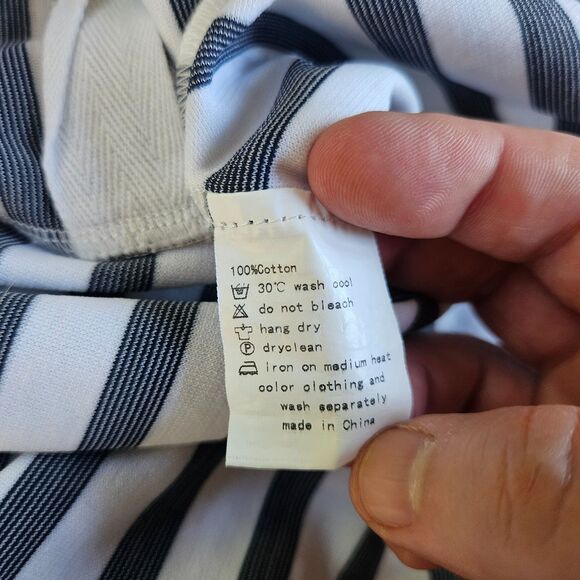 100%Cotton
30℃ wash cool
do not bleach
hang dry
Ⓟ dryclean
iron on medium heat
color clothing and
wash separately
made in China